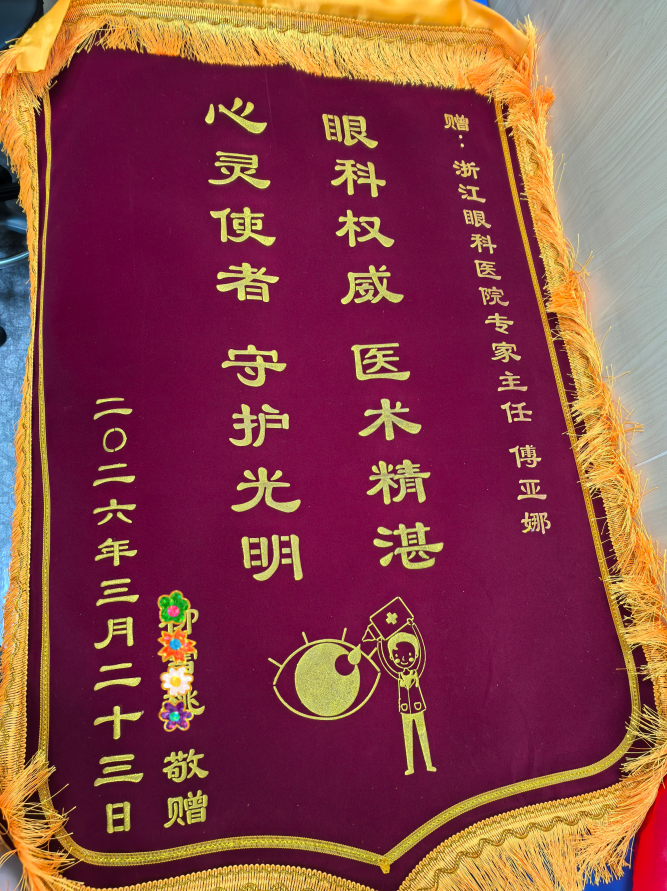 赠：浙江眼科医院专家主任 傅亚娜
眼科权威 医术精湛
心灵使者 守护光明
敬赠
二〇二六年三月二十三日